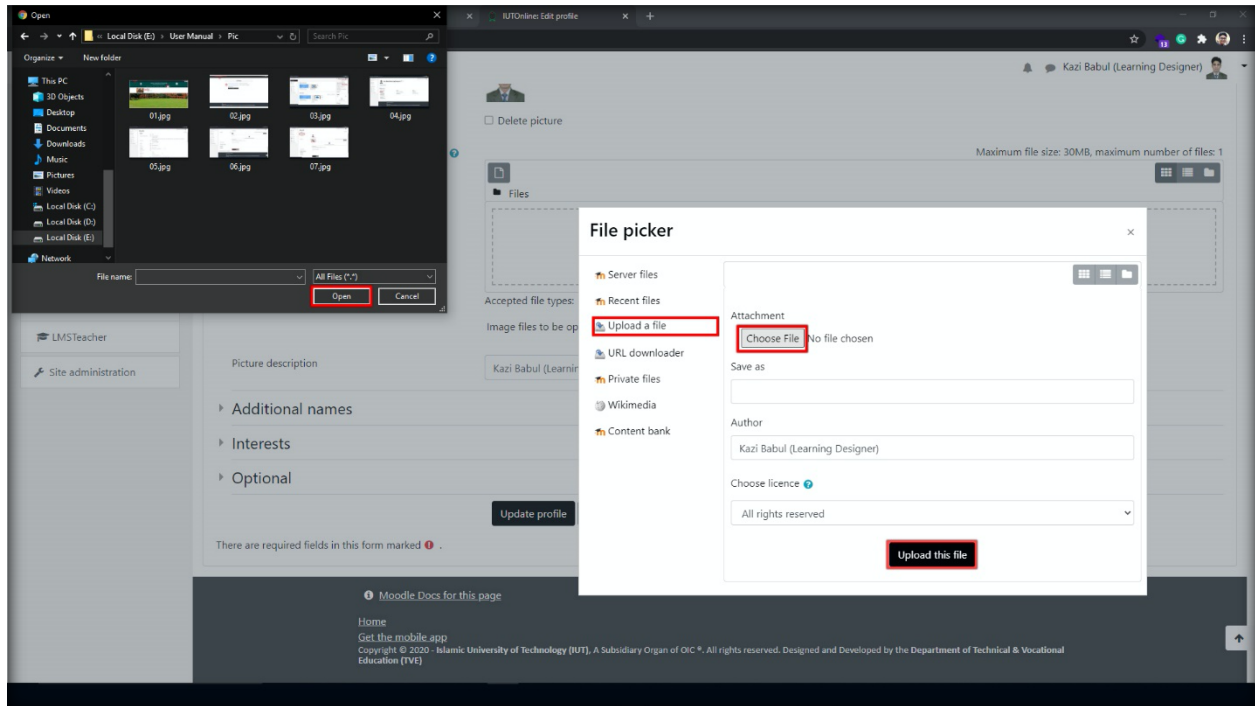 Open
IUTOnline: Edit profile
« Local Disk (E:) › User Manual › Pic
Search Pic
Organize
New folder
This PC
3D Objects
Desktop
Documents
Downloads
Music
Pictures
Videos
Local Disk (C:)
Local Disk (D:)
Local Disk (E:)
Network
01.jpg
02.jpg
03.jpg
04.jpg
05.jpg
06.jpg
07.jpg
File name:
All Files (*.*)
Open
Cancel
13
Kazi Babul (Learning Designer)
Delete picture
Maximum file size: 30MB, maximum number of files: 1
Files
Accepted file types:
Image files to be op
LMSTeacher
Site administration
Picture description
Kazi Babul (Learnin
Additional names
Interests
Optional
Update profile
There are required fields in this form marked .
File picker
Server files
Recent files
Upload a file
URL downloader
Private files
Wikimedia
Content bank
Attachment
Choose File No file chosen
Save as
Author
Kazi Babul (Learning Designer)
Choose licence
All rights reserved
Upload this file
Moodle Docs for this page
Home
Get the mobile app
Copyright © 2020 - Islamic University of Technology (IUT), A Subsidiary Organ of OIC ®. All rights reserved. Designed and Developed by the Department of Technical & Vocational
Education (TVE)